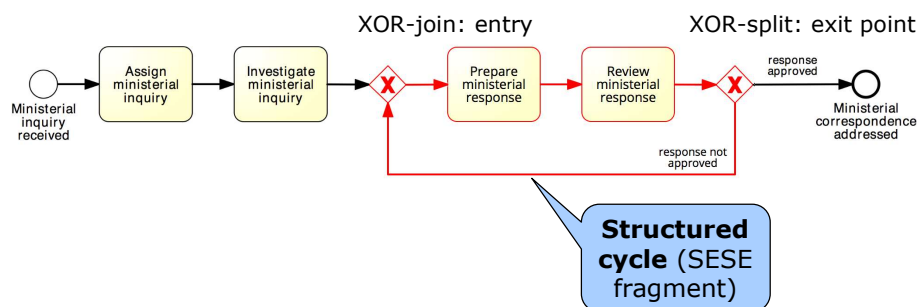 XOR-join: entry
XOR-split: exit point
Assign
ministerial
inquiry
Investigate
ministerial
inquiry
X
Prepare
ministerial
response
Review
ministerial
response
X
response
approved
Ministerial
inquiry
received
Ministerial
correspondence
addressed
response not
approved
Structured
cycle (SESE
fragment)